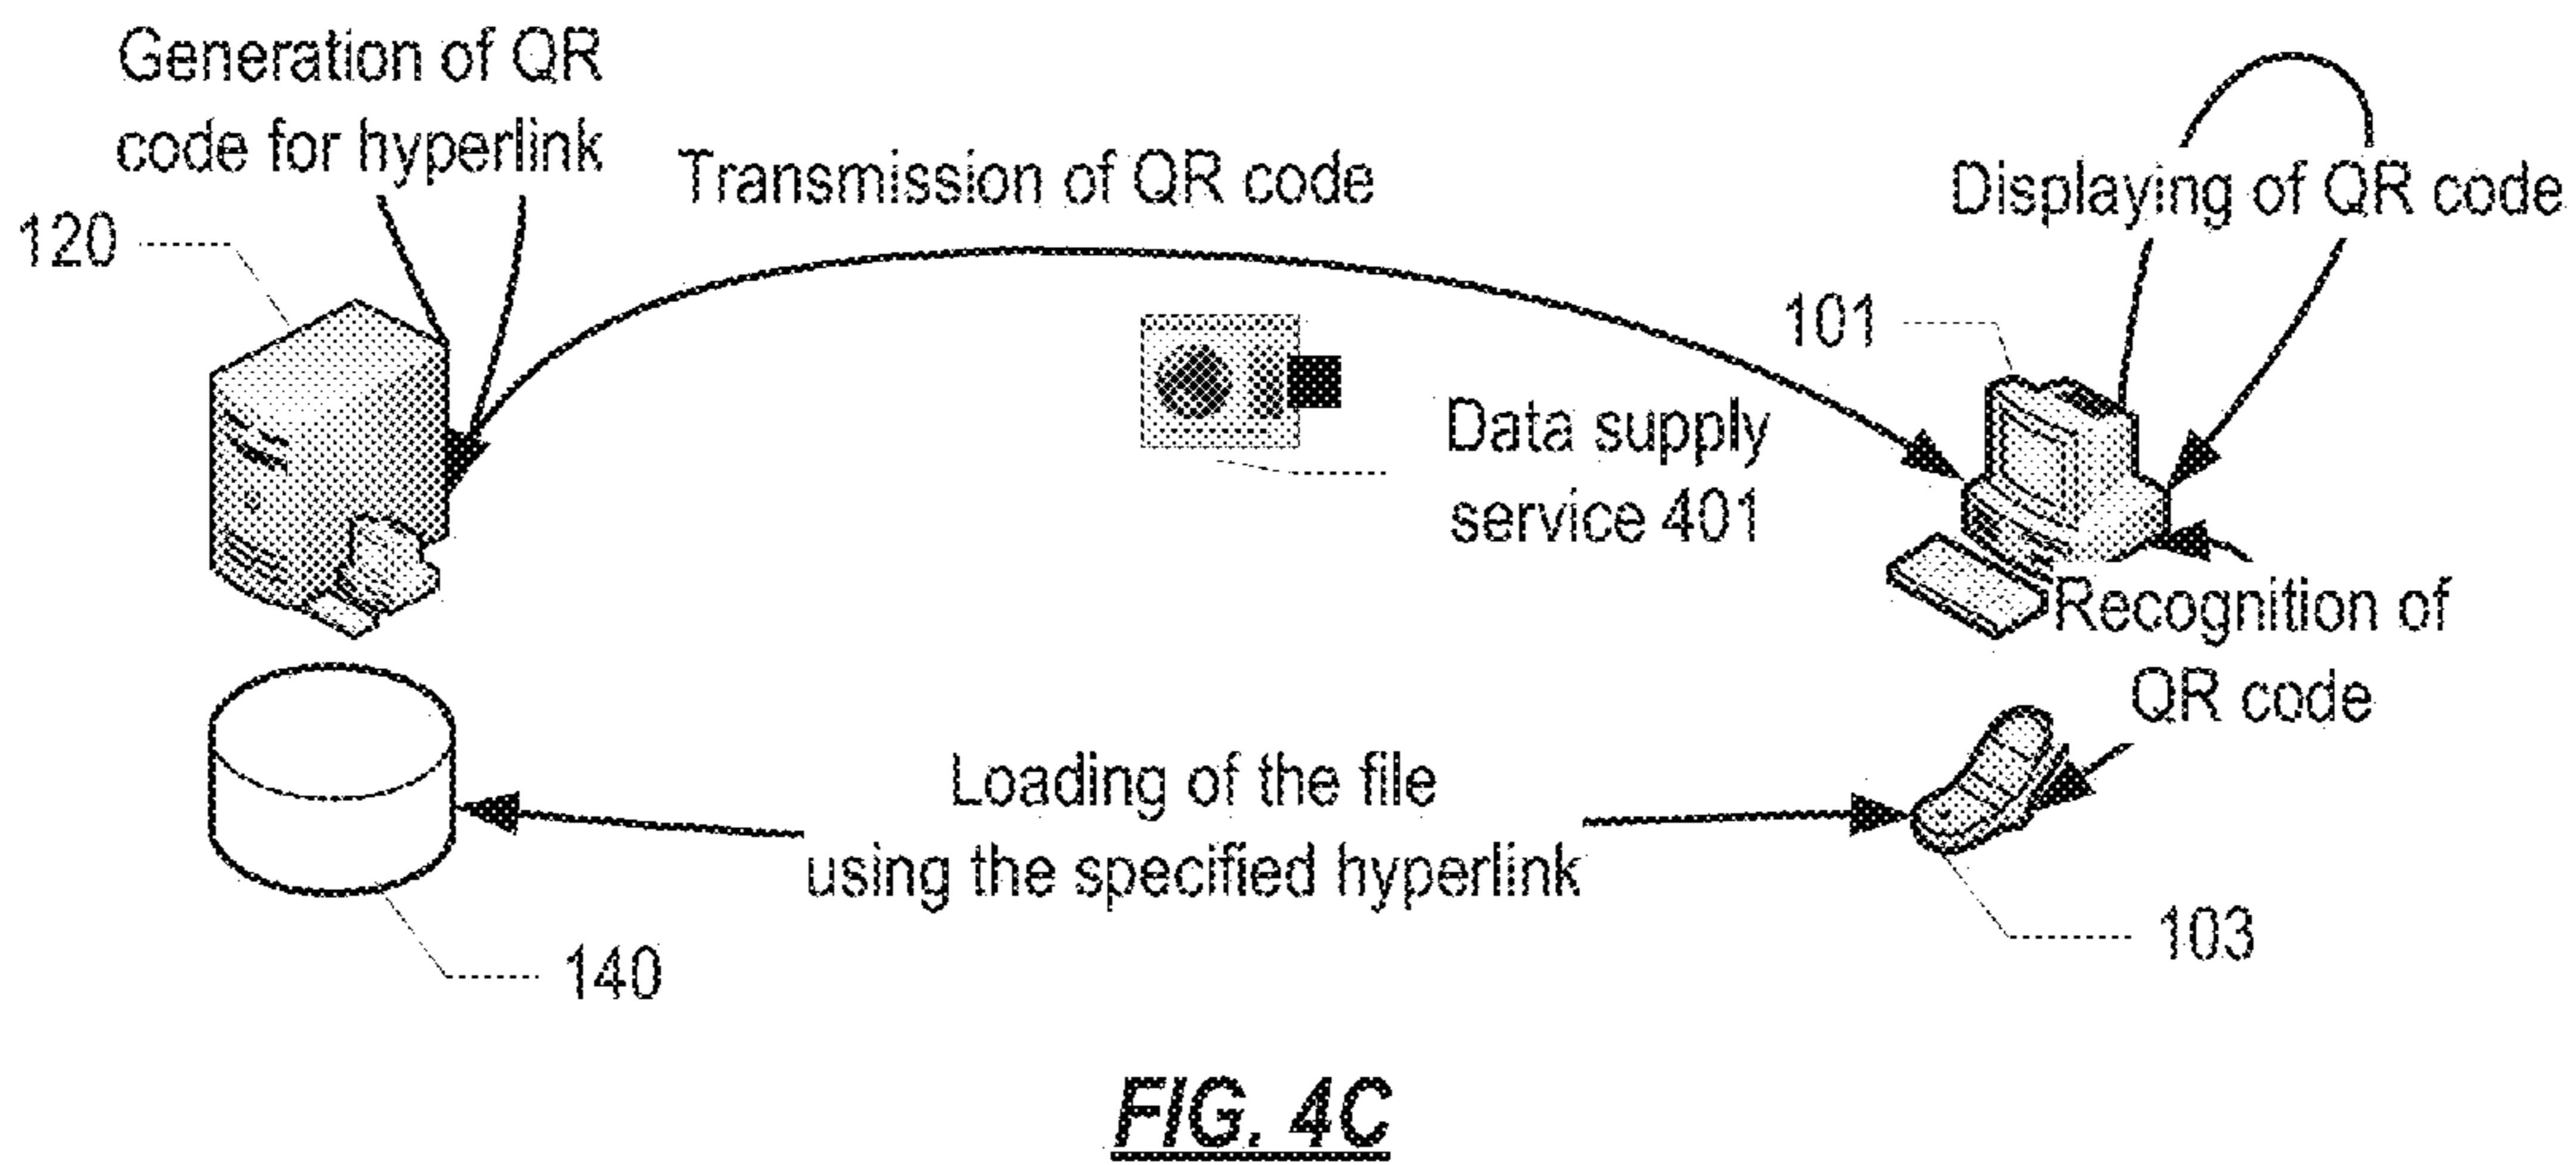 Generation of QR
code for hyperlink
Transmission of QR code
Displaying of QR code
120
101
Data supply
service 401
Recognition of
QR code
Loading of the file
using the specified hyperlink
103
140
FIG. 4C